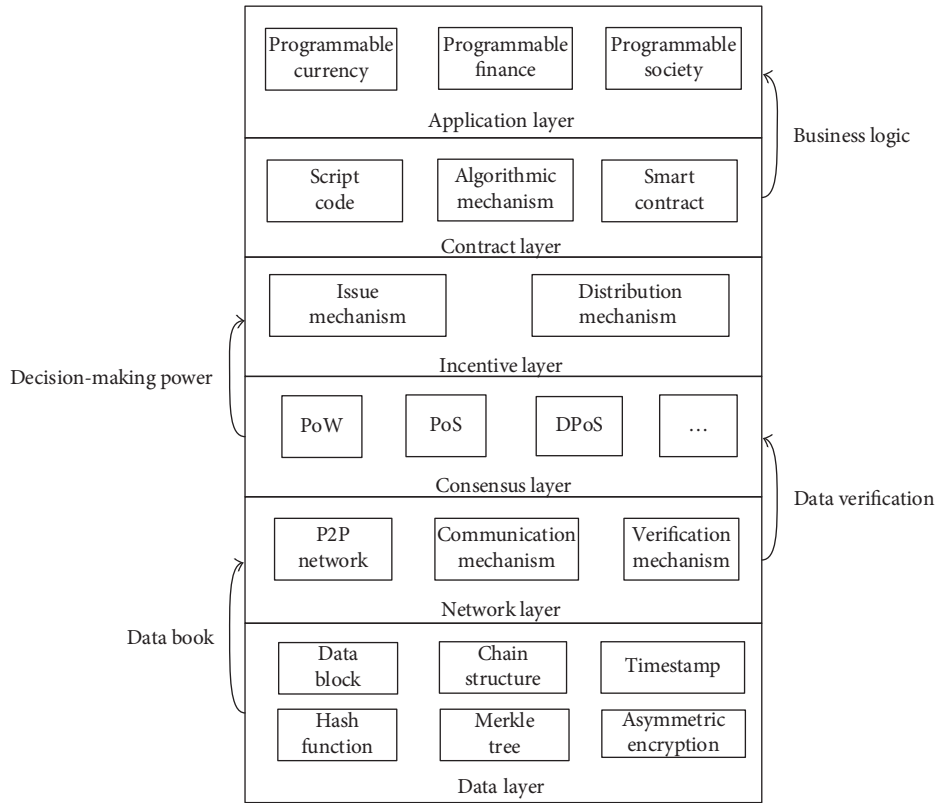 Programmable
currency
Programmable
finance
Programmable
society
Application layer
Business logic
Script
code
Algorithmic
mechanism
Smart
contract
Contract layer
Issue
mechanism
Distribution
mechanism
Incentive layer
Decision-making power
PoW
PoS
DPoS
...
Consensus layer
Data verification
P2P
network
Communication
mechanism
Verification
mechanism
Network layer
Data book
Data
block
Chain
structure
Timestamp
Hash
function
Merkle
tree
Asymmetric
encryption
Data layer